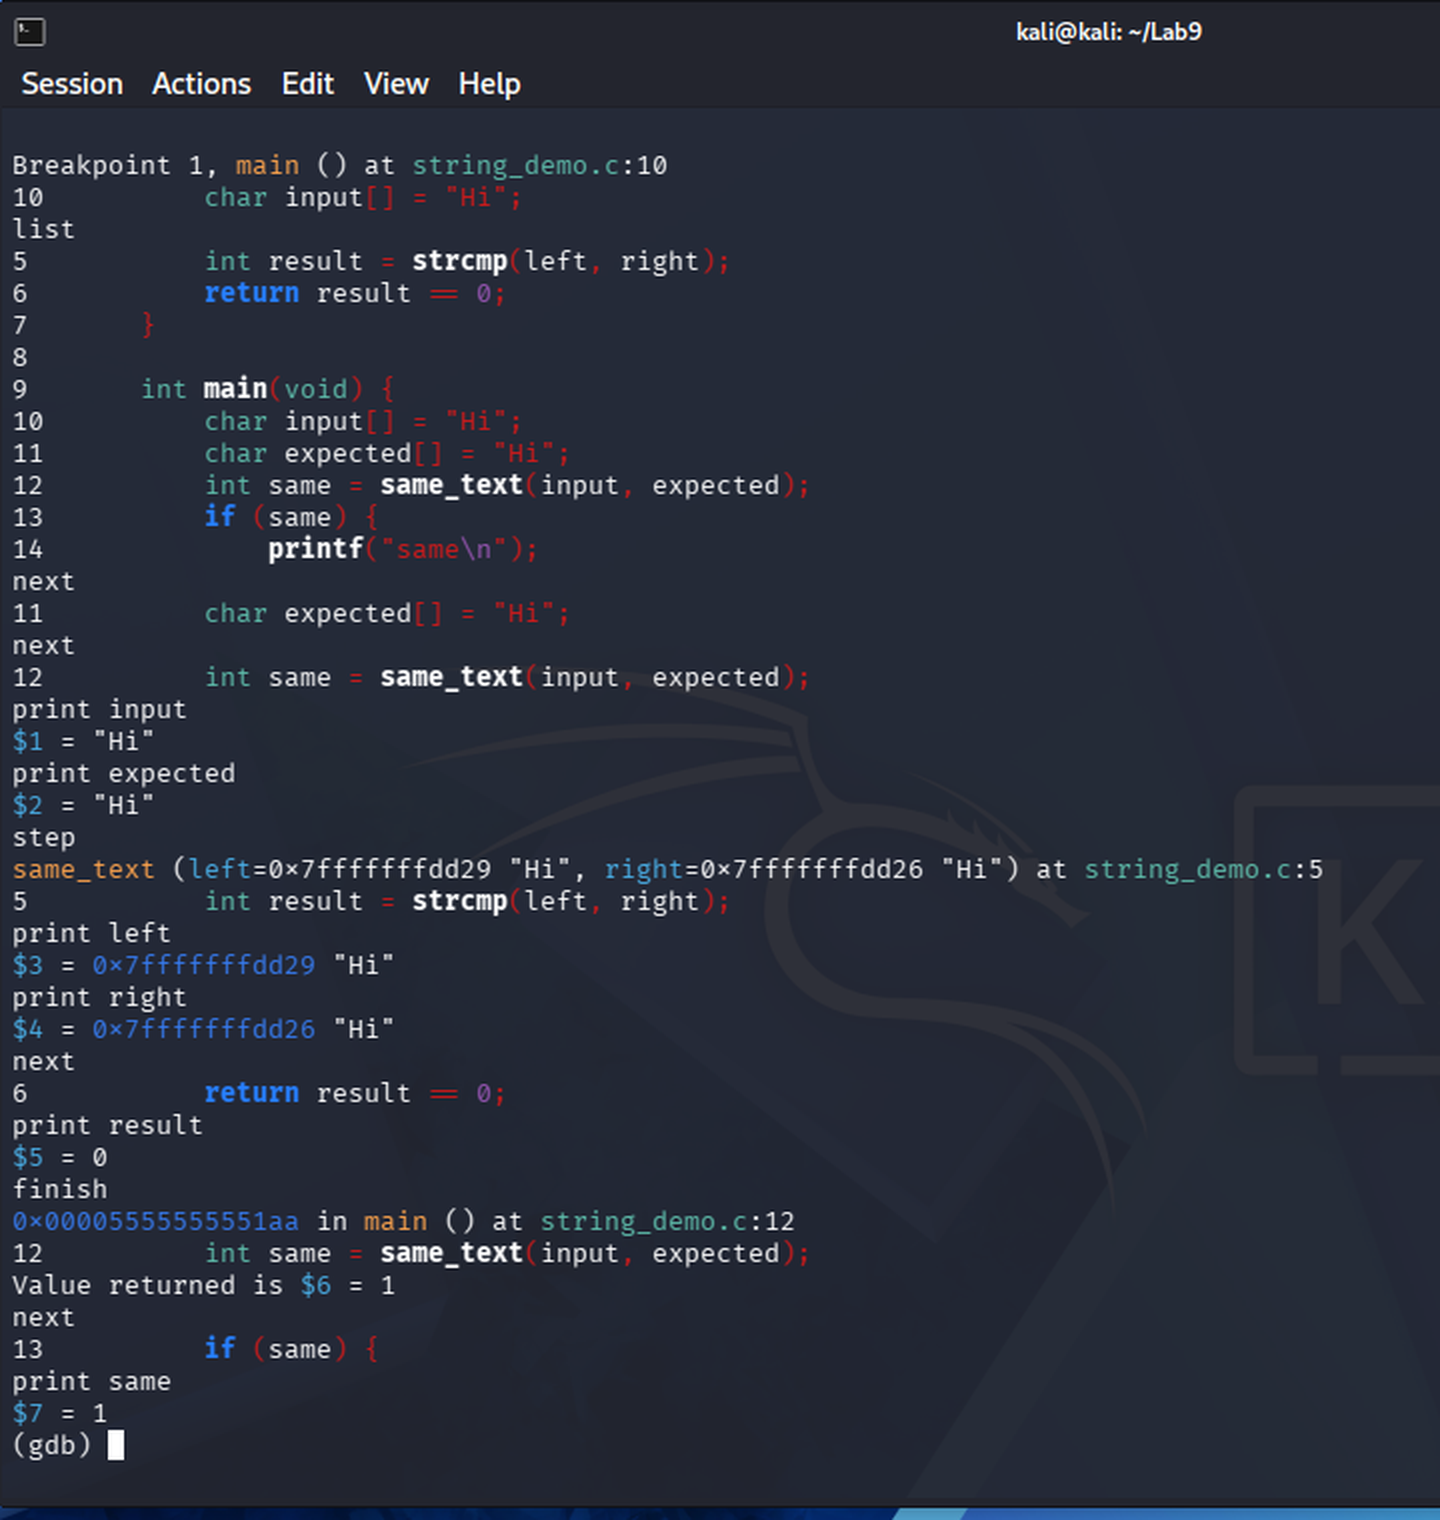 kali@kali: ~/Lab9
Session Actions Edit View Help
Breakpoint 1, main () at string_demo.c:10
10          char input[] = "Hi";
list
5           int result = strcmp(left, right);
6           return result == 0;
7       }
8
9       int main(void) {
10          char input[] = "Hi";
11          char expected[] = "Hi";
12          int same = same_text(input, expected);
13          if (same) {
14              printf("same\n");
next
11          char expected[] = "Hi";
next
12          int same = same_text(input, expected);
print input
$1 = "Hi"
print expected
$2 = "Hi"
step
same_text (left=0x7fffffffdd29 "Hi", right=0x7fffffffdd26 "Hi") at string_demo.c:5
5           int result = strcmp(left, right);
print left
$3 = 0x7fffffffdd29 "Hi"
print right
$4 = 0x7fffffffdd26 "Hi"
next
6           return result == 0;
print result
$5 = 0
finish
0x00005555555551aa in main () at string_demo.c:12
12          int same = same_text(input, expected);
Value returned is $6 = 1
next
13          if (same) {
print same
$7 = 1
(gdb)
K